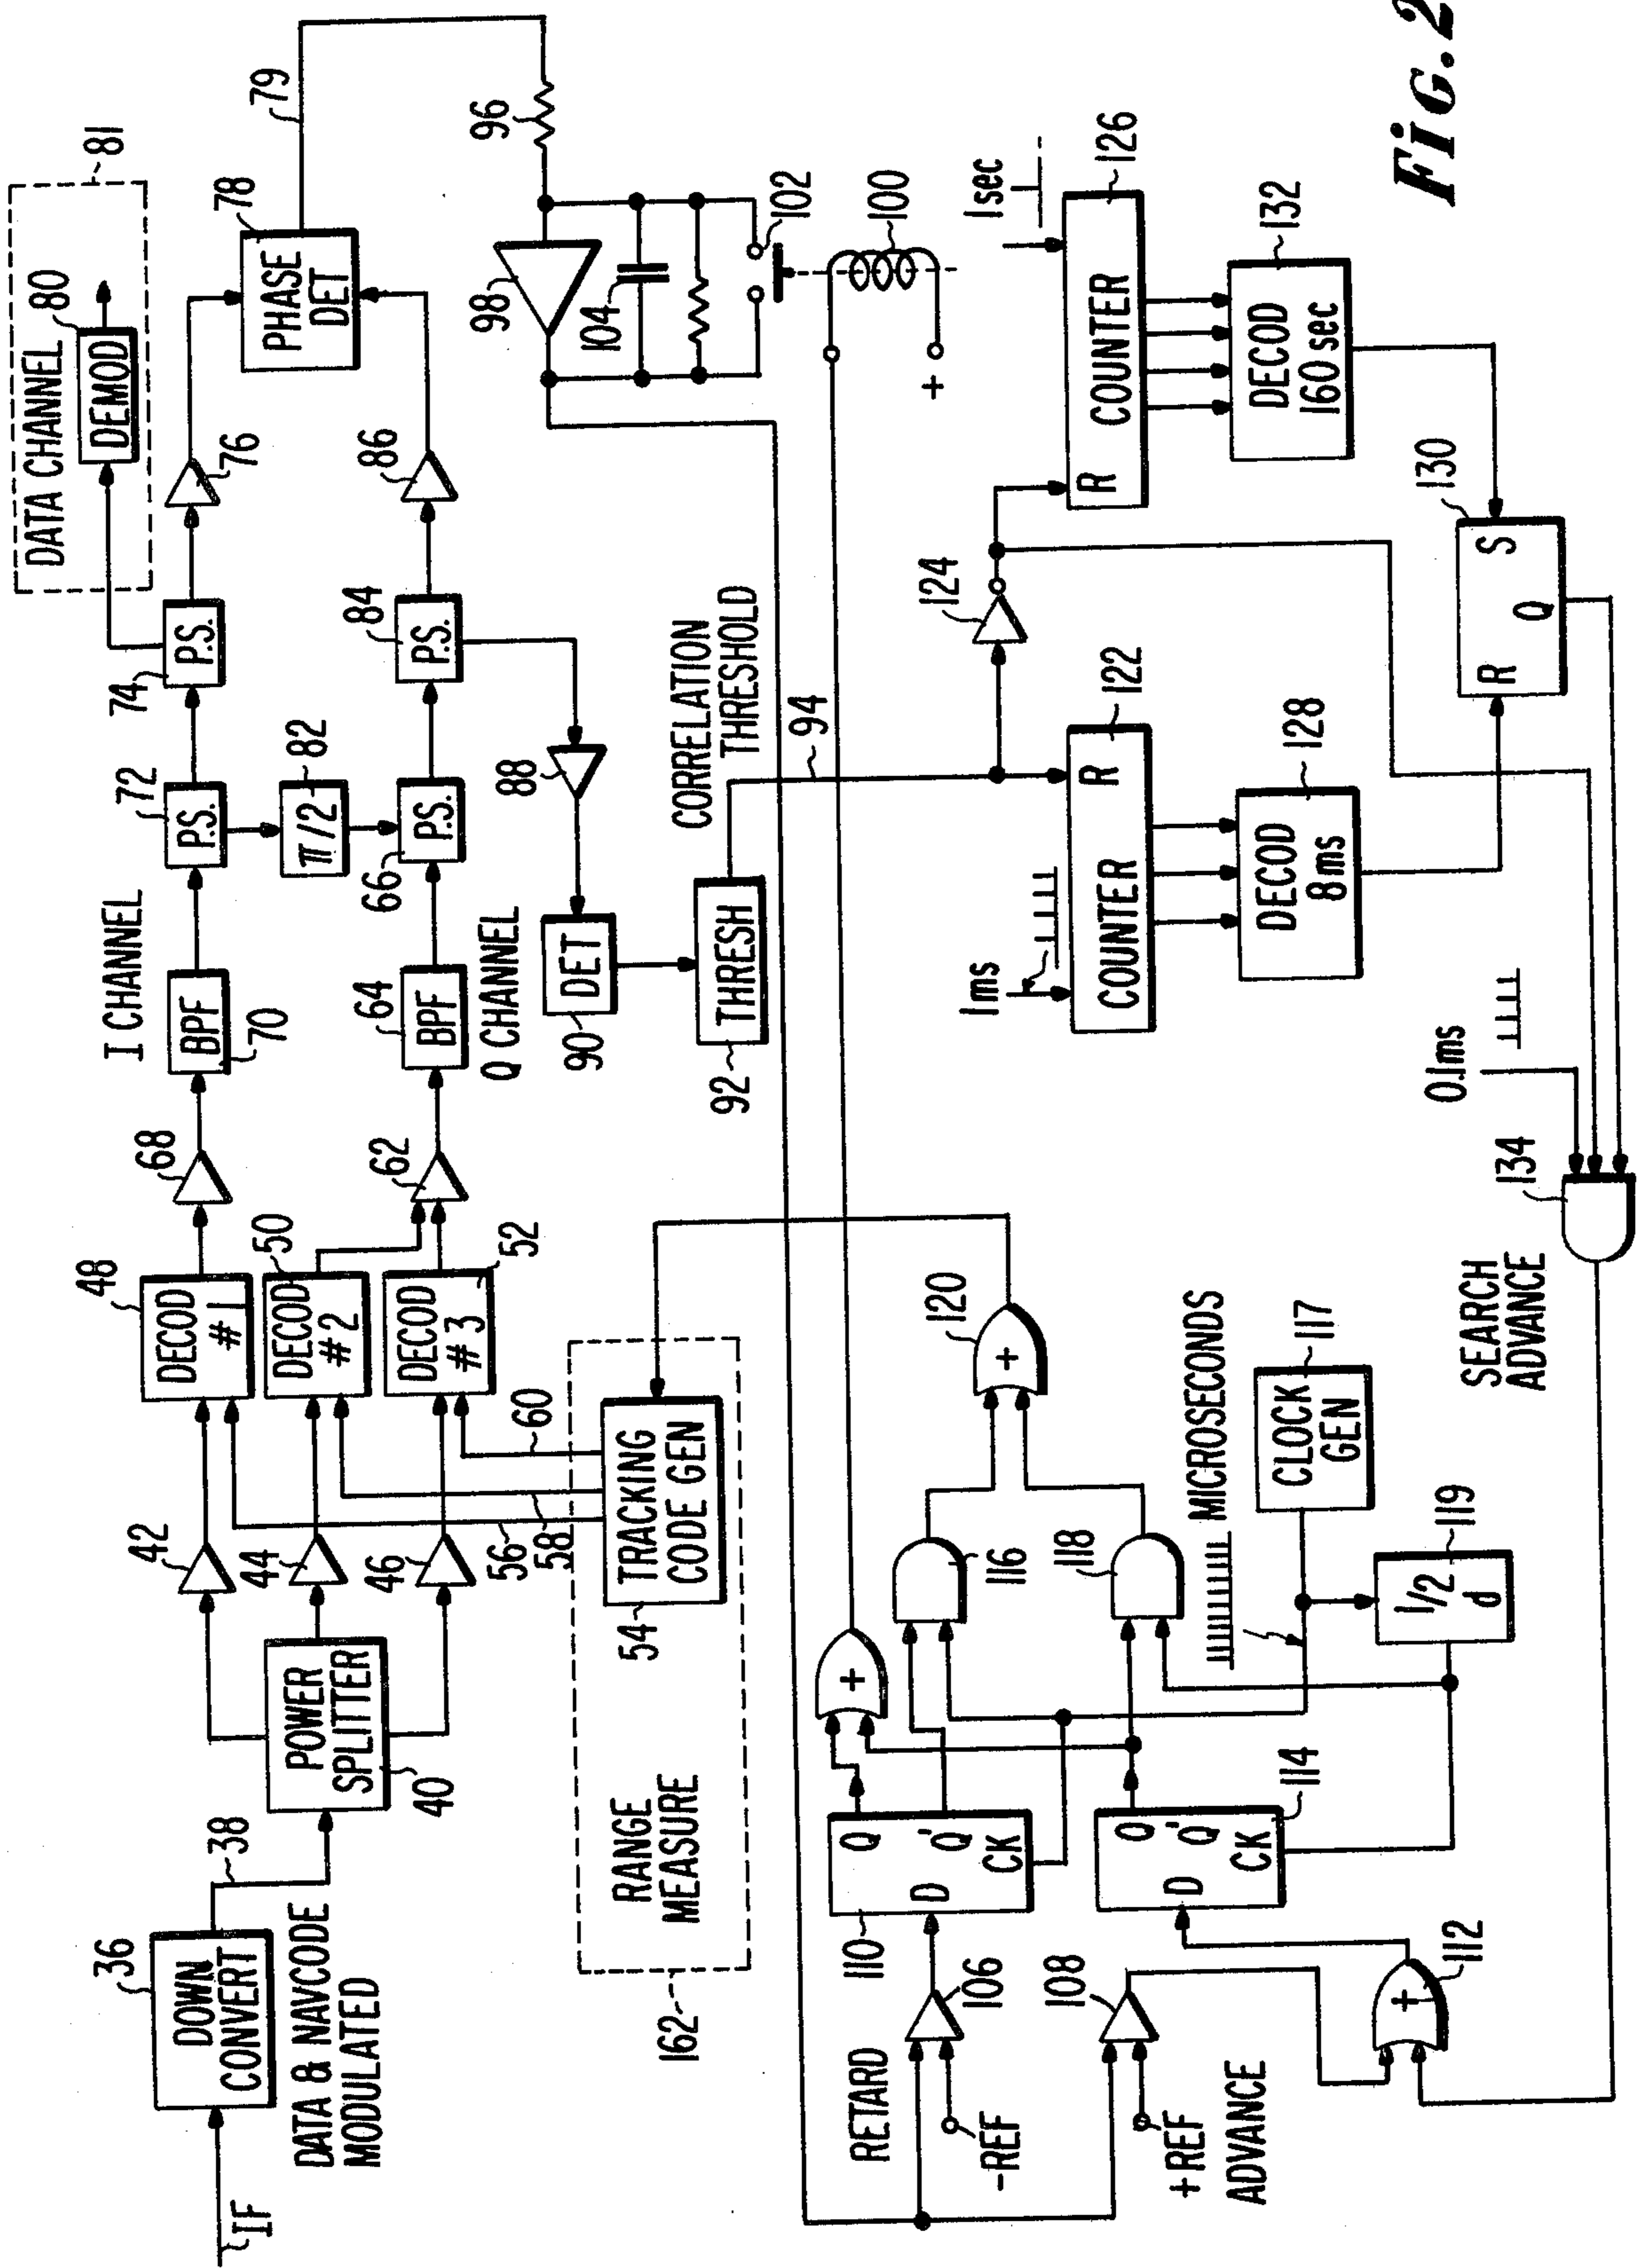 IF
36
DOWN
CONVERT
38
DATA & NAVCODE
MODULATED
POWER
SPLITTER
40
42
44
46
48
DECOD
#1
50
DECOD
#2
52
DECOD
#3
56
58
60
54
TRACKING
CODE GEN
RANGE
MEASURE
162
68
62
I CHANNEL
BPF
70
64
BPF
Q CHANNEL
72
P.S.
π/2
82
66
P.S.
74
P.S.
84
P.S.
DATA CHANNEL
80
DEMOD
81
76
86
78
PHASE
DET
79
88
DET
90
THRESH
92
CORRELATION
THRESHOLD
94
96
98
104
102
100
+
RETARD
106
-REF
108
+REF
ADVANCE
110
Q
D
Q'
CK
Q
D
Q'
CK
114
+
112
+
116
118
120
+
MICROSECONDS
CLOCK
GEN
117
1/2
d
119
SEARCH
ADVANCE
134
0.1ms
1ms
COUNTER
R
122
DECOD
8ms
128
124
1sec
R
COUNTER
126
DECOD
160sec
132
130
R
S
Q
Fig. 2